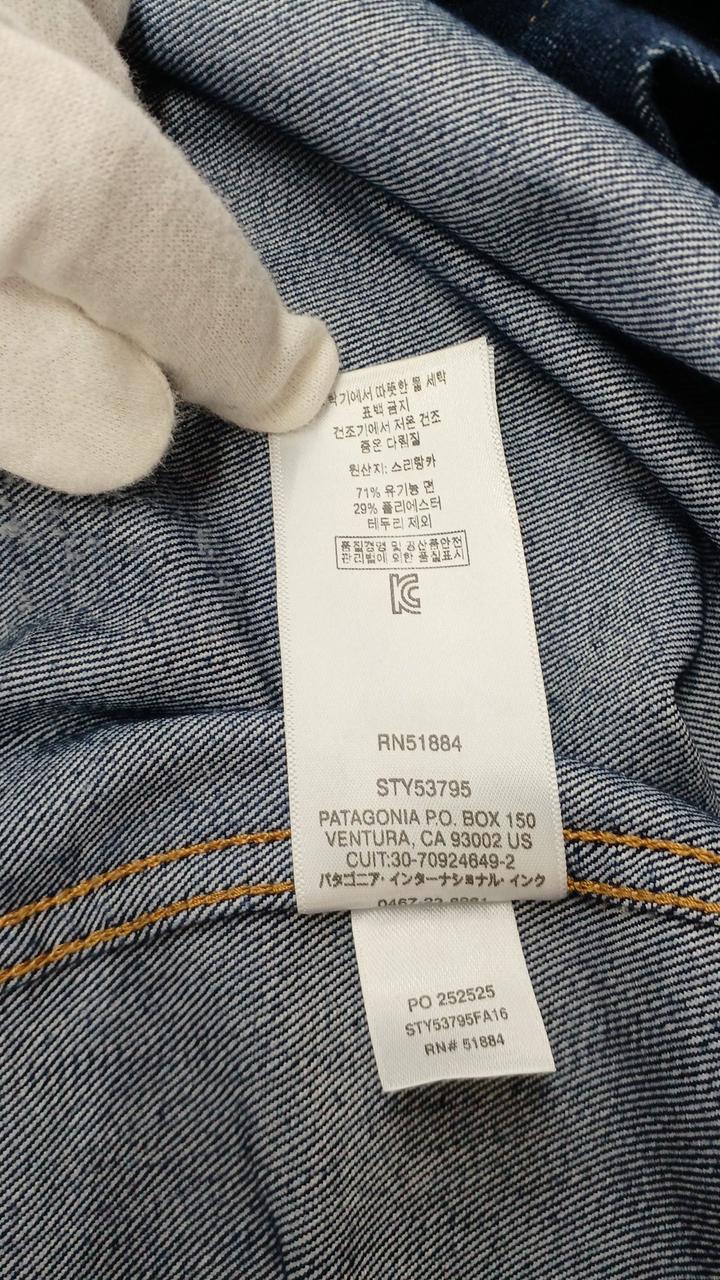 탁기에서 따뜻한 물 세탁
표백 금지
건조기에서 저온 건조
중온 다림질
원산지: 스리랑카
71% 유기농 면
29% 폴리에스터
테두리 제외
품질경영 및 공산품안전
관리법에 의한 품질표시
RN51884
STY53795
PATAGONIA P.O. BOX 150
VENTURA, CA 93002 US
CUIT:30-70924649-2
パタゴニア・インターナショナル・インク
PO 252525
STY53795FA16
RN# 51884